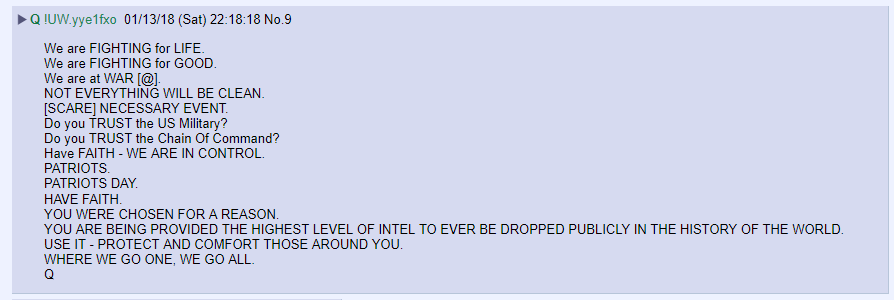 ▶ Q !UW.yye1fxo 01/13/18 (Sat) 22:18:18 No.9
We are FIGHTING for LIFE.
We are FIGHTING for GOOD.
We are at WAR [@].
NOT EVERYTHING WILL BE CLEAN.
[SCARE] NECESSARY EVENT.
Do you TRUST the US Military?
Do you TRUST the Chain Of Command?
Have FAITH - WE ARE IN CONTROL.
PATRIOTS.
PATRIOTS DAY.
HAVE FAITH.
YOU WERE CHOSEN FOR A REASON.
YOU ARE BEING PROVIDED THE HIGHEST LEVEL OF INTEL TO EVER BE DROPPED PUBLICLY IN THE HISTORY OF THE WORLD.
USE IT - PROTECT AND COMFORT THOSE AROUND YOU.
WHERE WE GO ONE, WE GO ALL.
Q